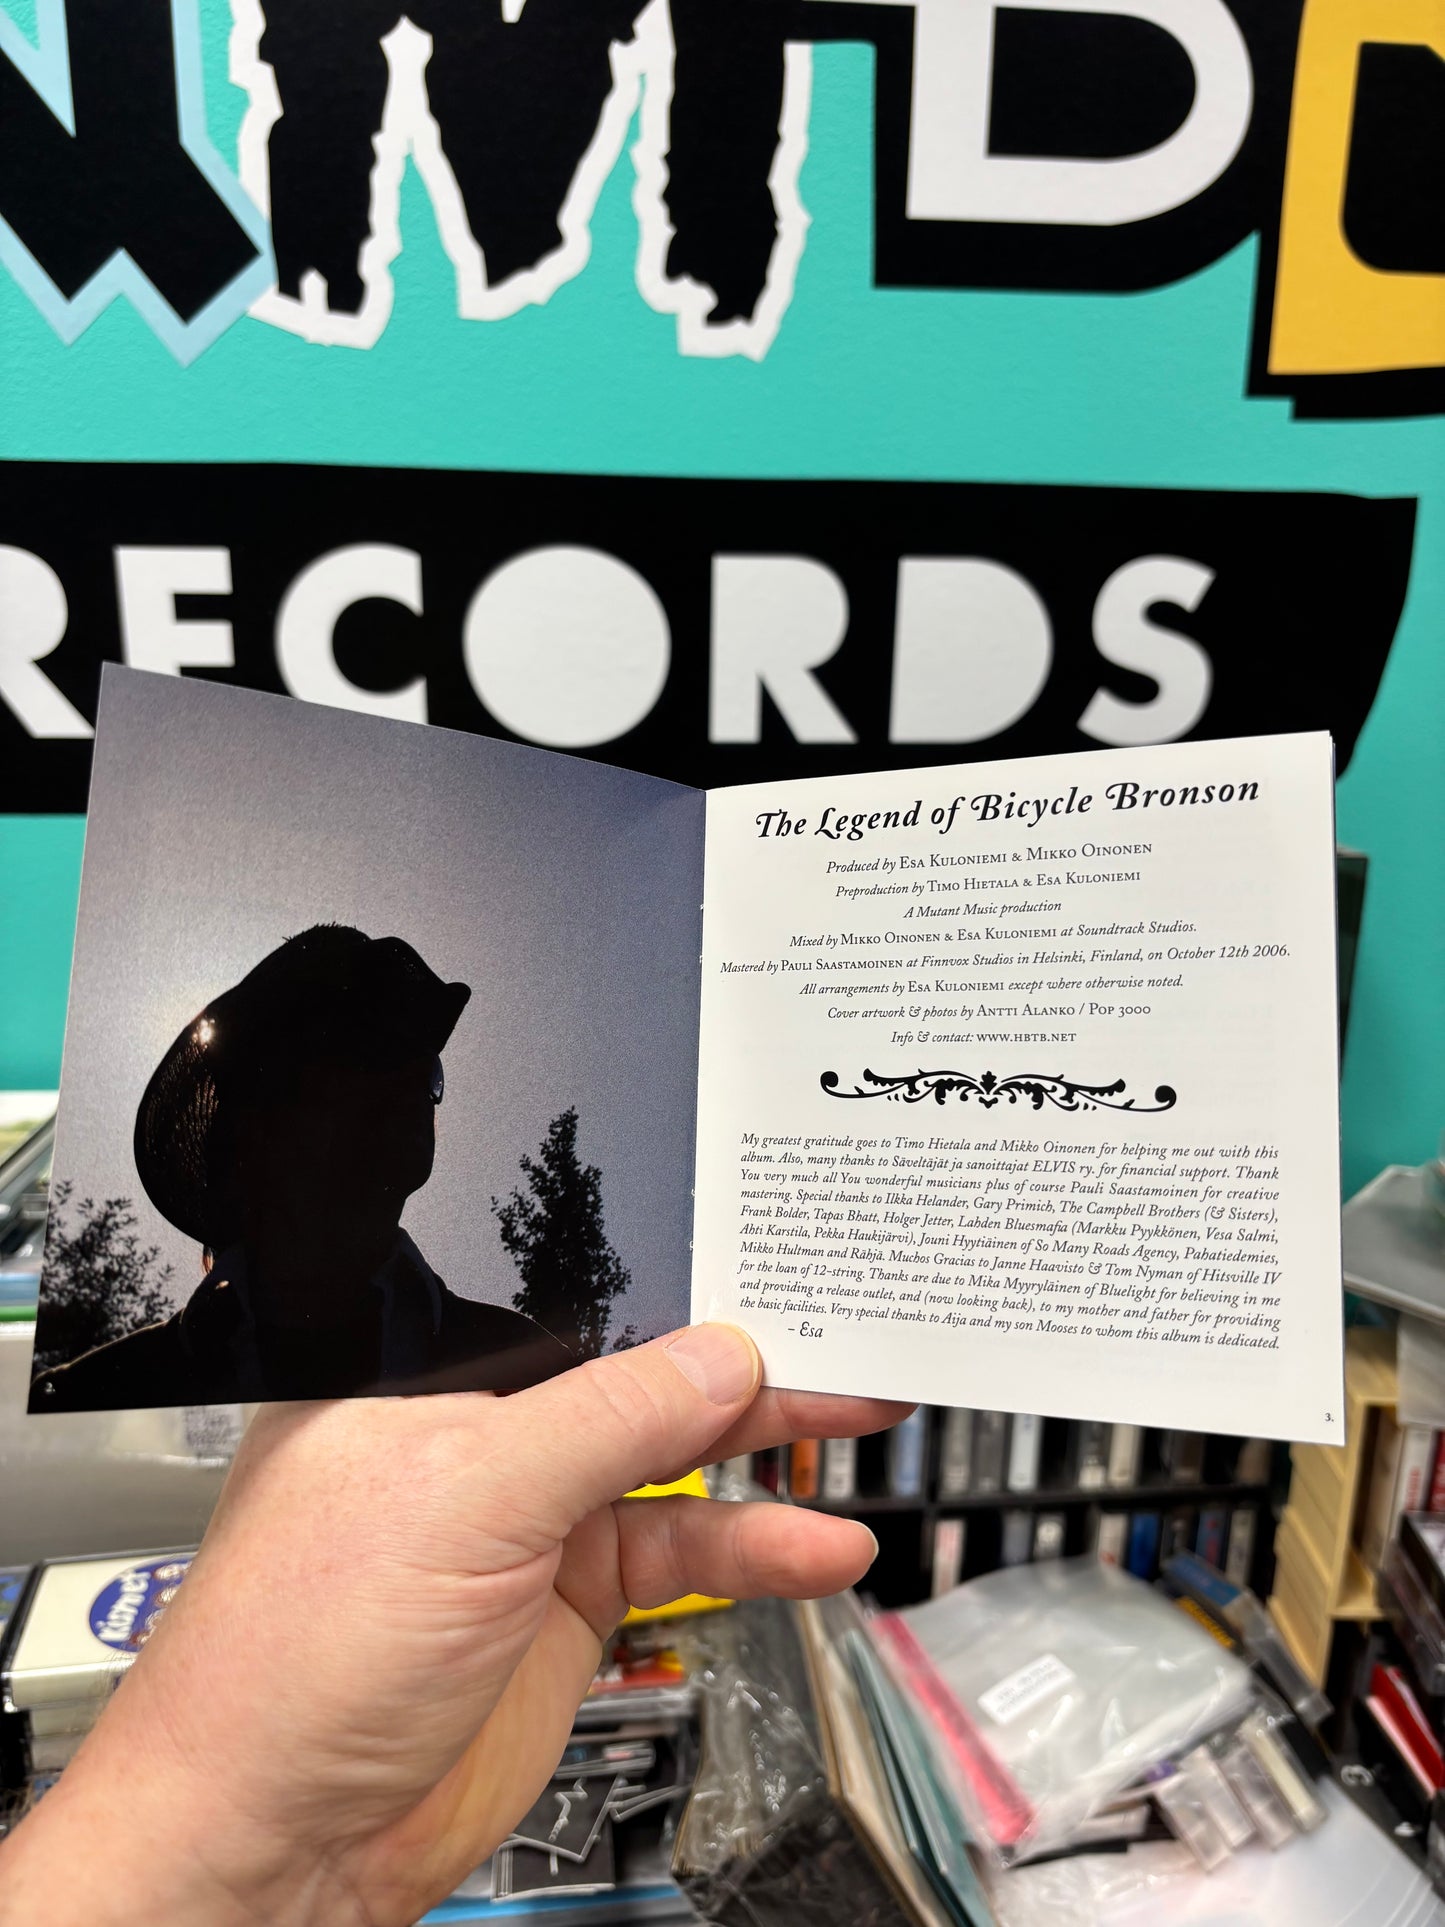 RECORDS
The Legend of Bicycle Bronson
Produced by Esa Kuloniemi & Mikko Oinonen
Preproduction by Timo Hietala & Esa Kuloniemi
A Mutant Music production
Mixed by Mikko Oinonen & Esa Kuloniemi at Soundtrack Studios.
Mastered by Pauli Saastamoinen at Finnvox Studios in Helsinki, Finland, on October 12th 2006.
All arrangements by Esa Kuloniemi except where otherwise noted.
Cover artwork & photos by Antti Alanko / Pop 3000
Info & contact: www.hbtb.net
My greatest gratitude goes to Timo Hietala and Mikko Oinonen for helping me out with this
album. Also, many thanks to Säveltäjät ja sanoittajat ELVIS ry. for financial support. Thank
You very much all You wonderful musicians plus of course Pauli Saastamoinen for creative
mastering. Special thanks to Ilkka Helander, Gary Primich, The Campbell Brothers (& Sisters),
Frank Bolder, Tapas Bhatt, Holger Jetter, Lahden Bluesmafia (Markku Pyykkönen, Vesa Salmi,
Ahti Karstila, Pekka Haukijärvi), Jouni Hyytiäinen of So Many Roads Agency, Pahatiedemies,
Mikko Hultman and Rähjä. Muchos Gracias to Janne Haavisto & Tom Nyman of Hitsville IV
for the loan of 12-string. Thanks are due to Mika Myyryläinen of Bluelight for believing in me
and providing a release outlet, and (now looking back), to my mother and father for providing
the basic facilities. Very special thanks to Aija and my son Mooses to whom this album is dedicated.
– Esa
2.
3.